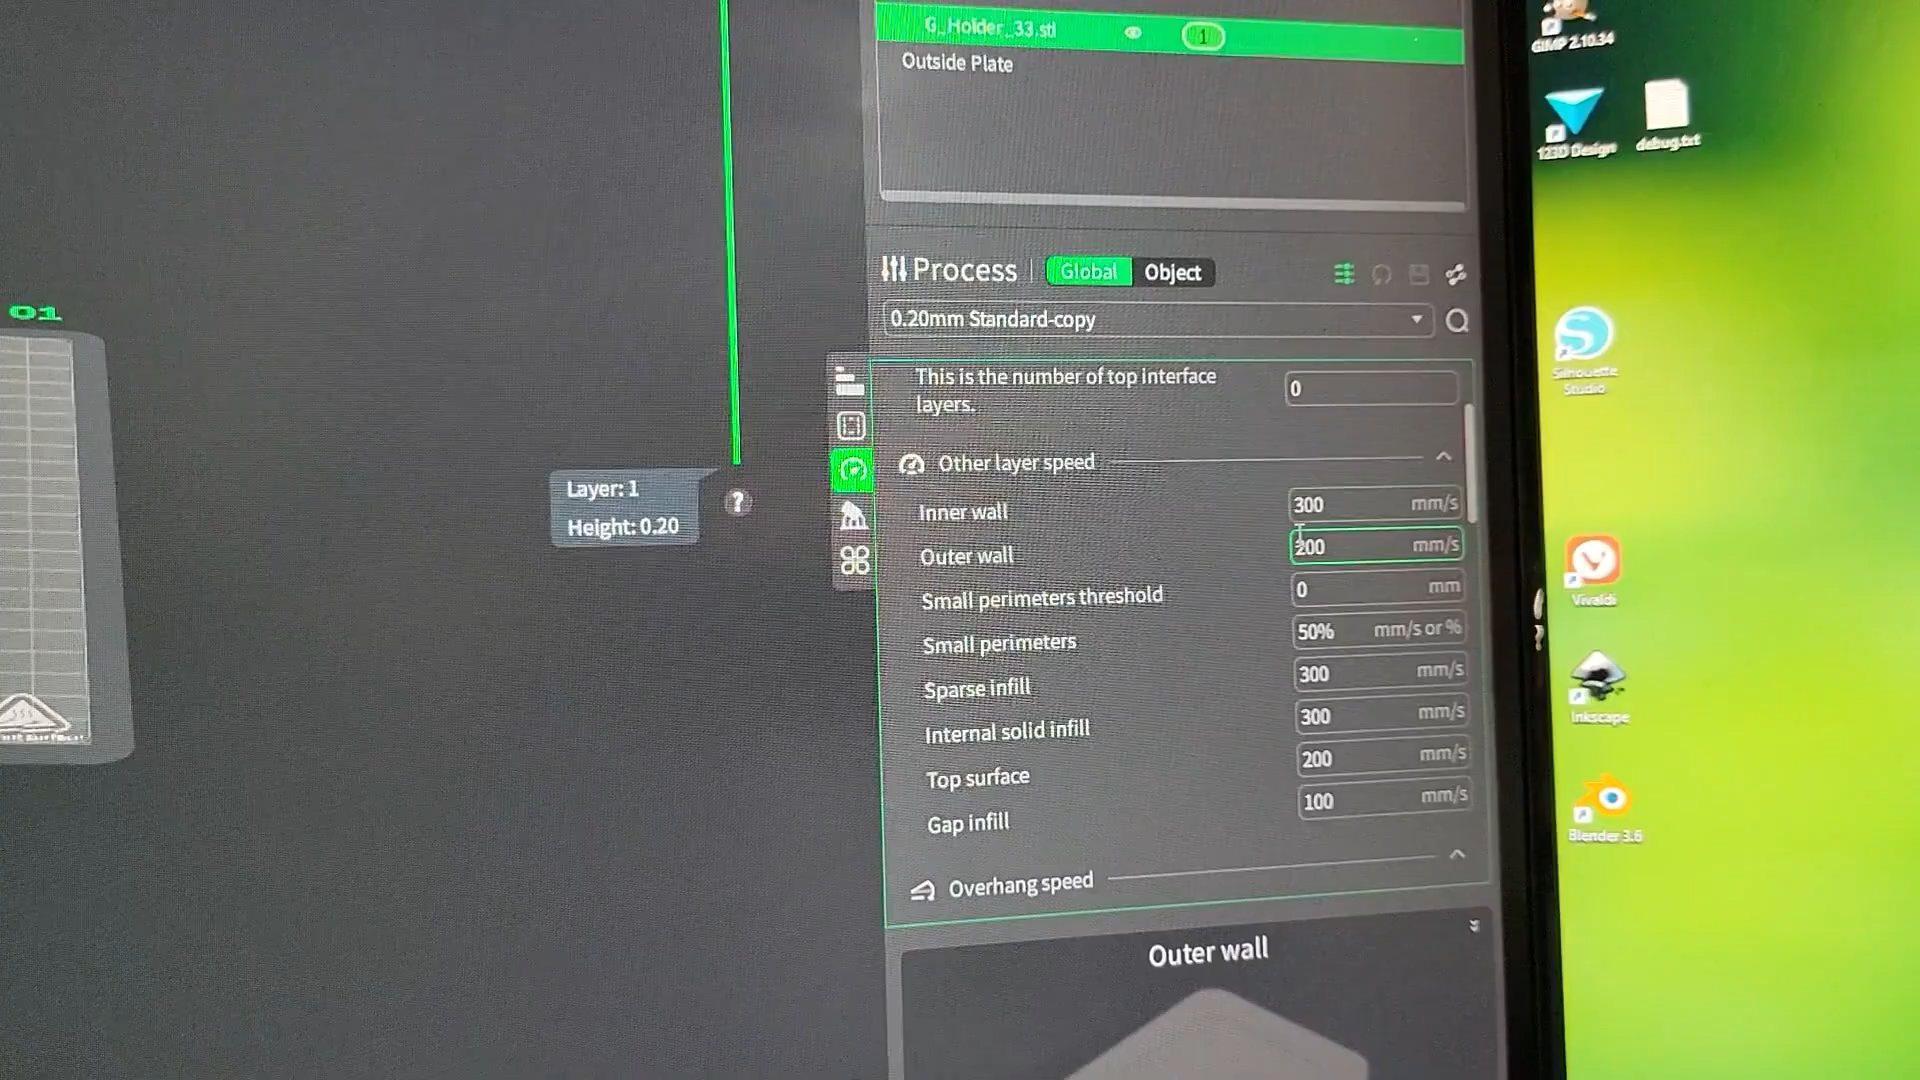 G_Holder_33.stl
1
Outside Plate
GIMP 2.10.34
123D Design
debug.txt
01
Process
Global
Object
0.20mm Standard-copy
Silhouette
Studio
This is the number of top interface
layers.
0
Other layer speed
Layer: 1
Height: 0.20
?
Inner wall
300
mm/s
Outer wall
200
mm/s
Small perimeters threshold
0
mm
Small perimeters
50%
mm/s or %
Sparse infill
300
mm/s
Internal solid infill
300
mm/s
Top surface
200
mm/s
Gap infill
100
mm/s
Overhang speed
Outer wall
Vivaldi
Inkscape
Blender 3.6